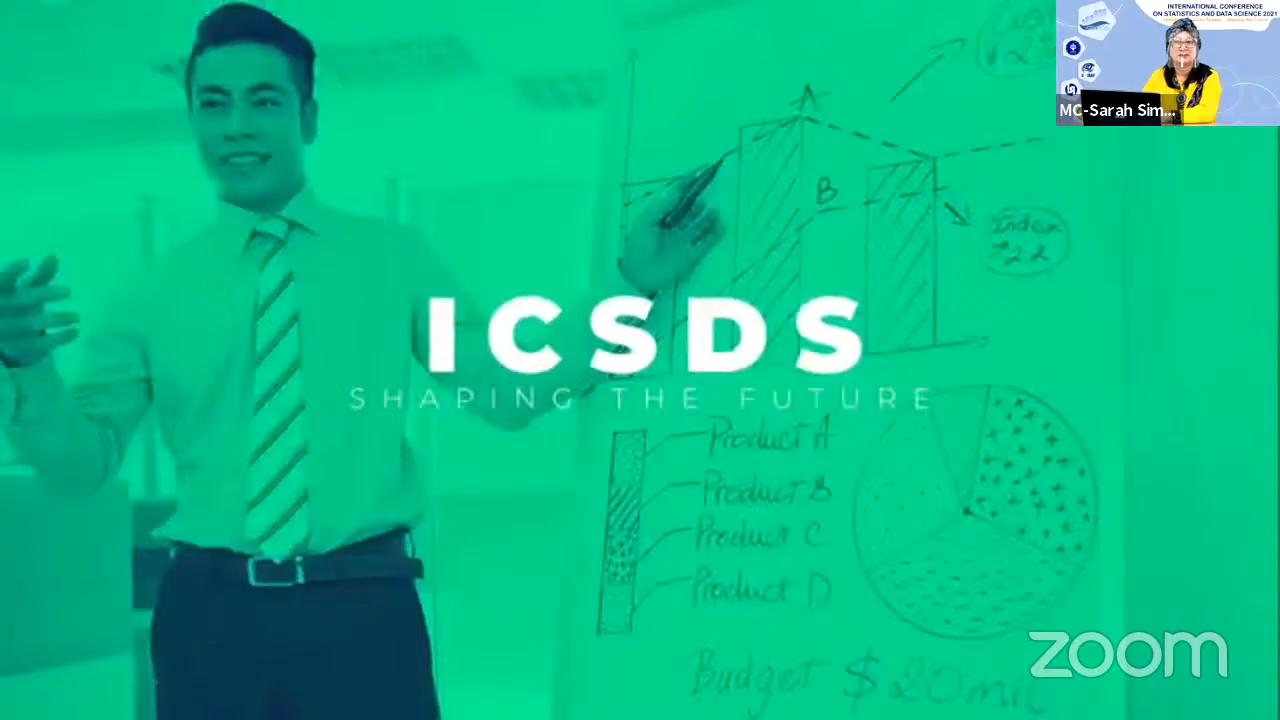 INTERNATIONAL CONFERENCE
ON STATISTICS AND DATA SCIENCE 2021
MC-Sarah Sim...
A
B
Index
22
ICSDS
SHAPING THE FUTURE
Product A
Product B
Product C
Product D
Budget $20mil
zoom